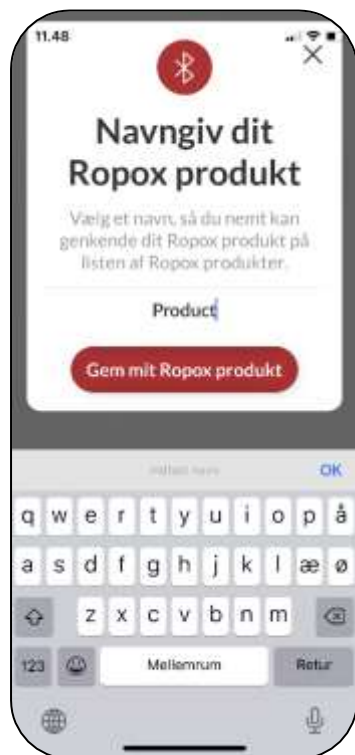 11.48
Navngiv dit
Ropox produkt
Vælg et navn, så du nemt kan
genkende dit Ropox produkt på
listen af Ropox produkter.
Product
Gem mit Ropox produkt
OK
q w e r t y u i o p å
a s d f g h j k l æ ø
z x c v b n m
123 Mellemrum Retur